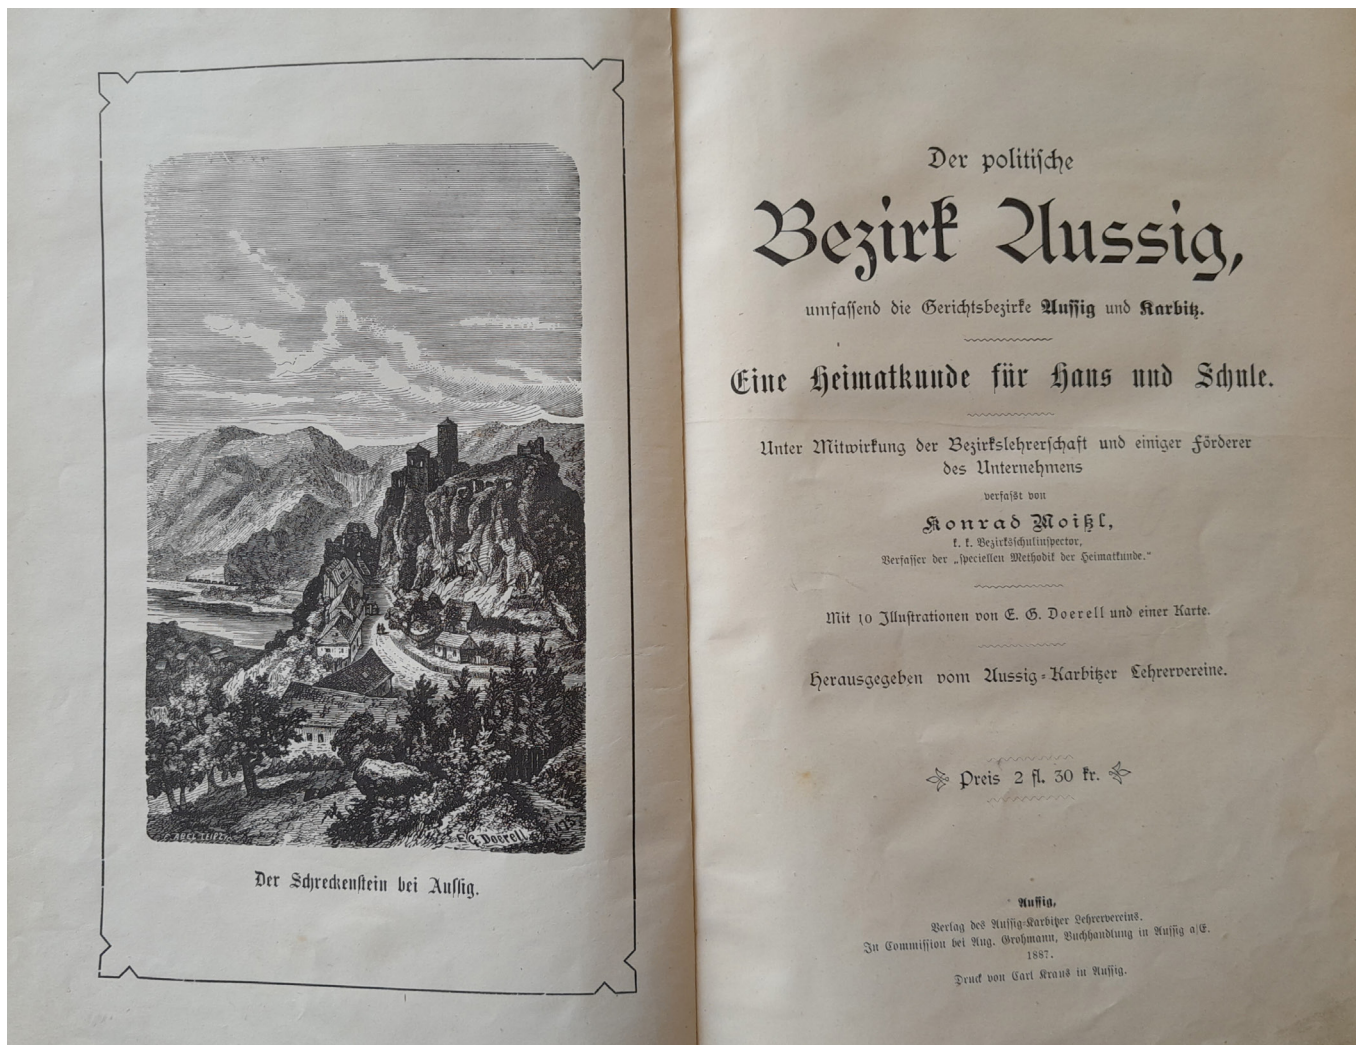 ABEL LEIPZ.
E. G. Doerell 1875
Der Schreckenstein bei Aussig.
Der politische
Bezirk Aussig,
umfassend die Gerichtsbezirke Aussig und Karbitz.
Eine Heimatkunde für Haus und Schule.
Unter Mitwirkung der Bezirkslehrerschaft und einiger Förderer
des Unternehmens
verfasst von
Konrad Moißl,
k. k. Bezirksschulinspector,
Verfasser der „speciellen Methodik der Heimatkunde.“
Mit 10 Illustrationen von E. G. Doerell und einer Karte.
Herausgegeben vom Aussig-Karbitzer Lehrervereine.
Preis 2 fl. 30 kr.
Aussig,
Verlag des Aussig-Karbitzer Lehrervereins.
In Commission bei Aug. Grohmann, Buchhandlung in Aussig a/E.
1887.
Druck von Carl Kraus in Aussig.